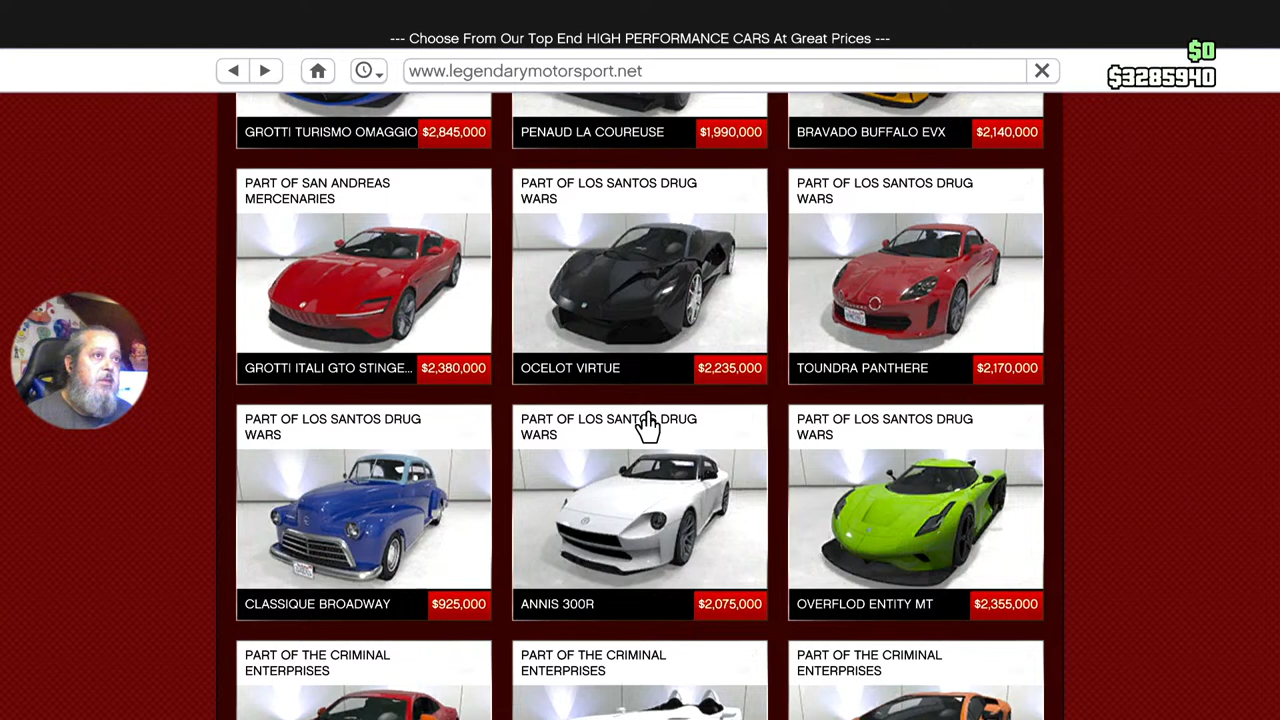 --- Choose From Our Top End HIGH PERFORMANCE CARS At Great Prices ---
$0
www.legendarymotorsport.net
$3285940
GROTTI TURISMO OMAGGIO $2,845,000
PENAUD LA COUREUSE $1,990,000
BRAVADO BUFFALO EVX $2,140,000
PART OF SAN ANDREAS
MERCENARIES
PART OF LOS SANTOS DRUG
WARS
PART OF LOS SANTOS DRUG
WARS
GROTTI ITALI GTO STINGE... $2,380,000
OCELOT VIRTUE $2,235,000
TOUNDRA PANTHERE $2,170,000
PART OF LOS SANTOS DRUG
WARS
PART OF LOS SANTOS DRUG
WARS
PART OF LOS SANTOS DRUG
WARS
CLASSIQUE BROADWAY $925,000
ANNIS 300R $2,075,000
OVERFLOD ENTITY MT $2,355,000
PART OF THE CRIMINAL
ENTERPRISES
PART OF THE CRIMINAL
ENTERPRISES
PART OF THE CRIMINAL
ENTERPRISES